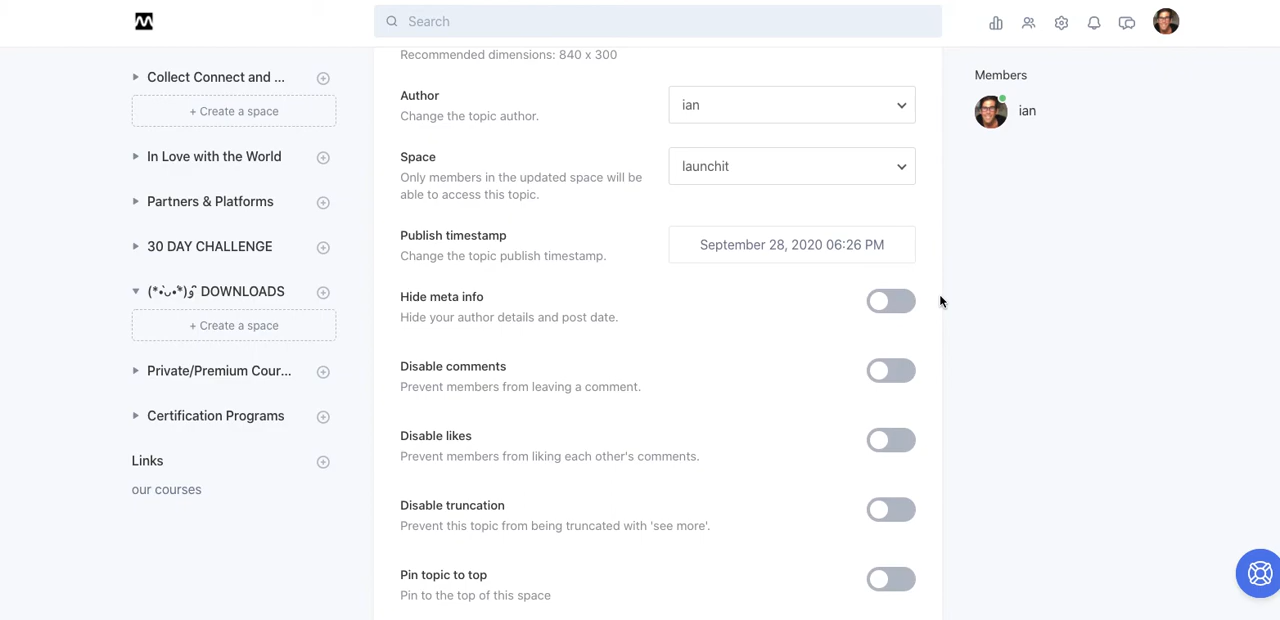 Search
Collect Connect and ...
+ Create a space
In Love with the World
Partners & Platforms
30 DAY CHALLENGE
(*•̀ᴗ•́*)و ̑̑ DOWNLOADS
+ Create a space
Private/Premium Cour...
Certification Programs
Links
our courses
Recommended dimensions: 840 x 300
Author
Change the topic author.
ian
Space
Only members in the updated space will be
able to access this topic.
launchit
Publish timestamp
Change the topic publish timestamp.
September 28, 2020 06:26 PM
Hide meta info
Hide your author details and post date.
Disable comments
Prevent members from leaving a comment.
Disable likes
Prevent members from liking each other's comments.
Disable truncation
Prevent this topic from being truncated with 'see more'.
Pin topic to top
Pin to the top of this space
Members
ian